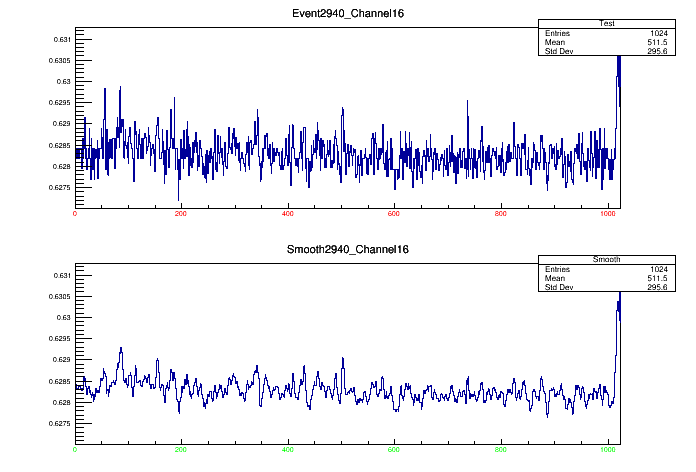 Event2940_Channel16
Test
Entries 1024
Mean 511.5
Std Dev 295.6
0.631
0.6305
0.63
0.6295
0.629
0.6285
0.628
0.6275
0 200 400 600 800 1000
Smooth2940_Channel16
Smooth
Entries 1024
Mean 511.5
Std Dev 295.6
0.631
0.6305
0.63
0.6295
0.629
0.6285
0.628
0.6275
0 200 400 600 800 1000